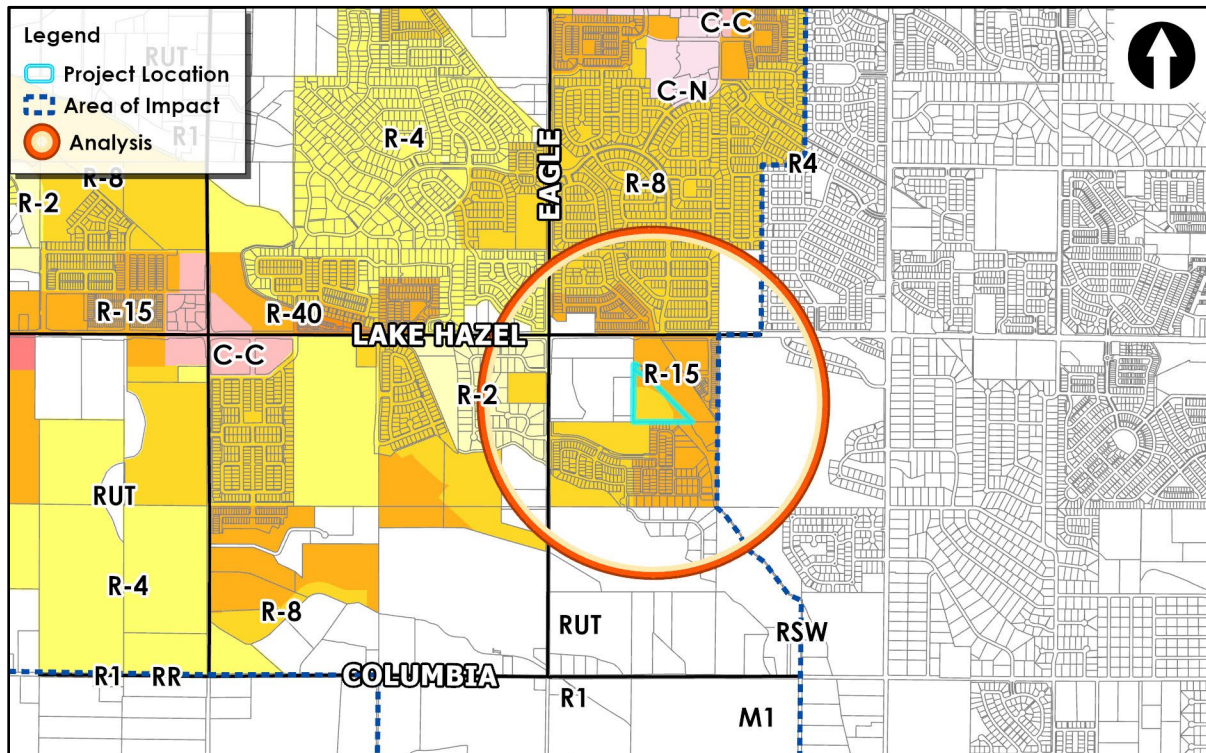 Legend
Project Location
Area of Impact
Analysis
RUT
R1
C-C
C-N
R-4
EAGLE
R4
R-8
R-8
R-2
R-15
R-40
LAKE HAZEL
C-C
R-2
R-15
RUT
R-4
R-8
RUT
RSW
R1
RR
COLUMBIA
R1
M1